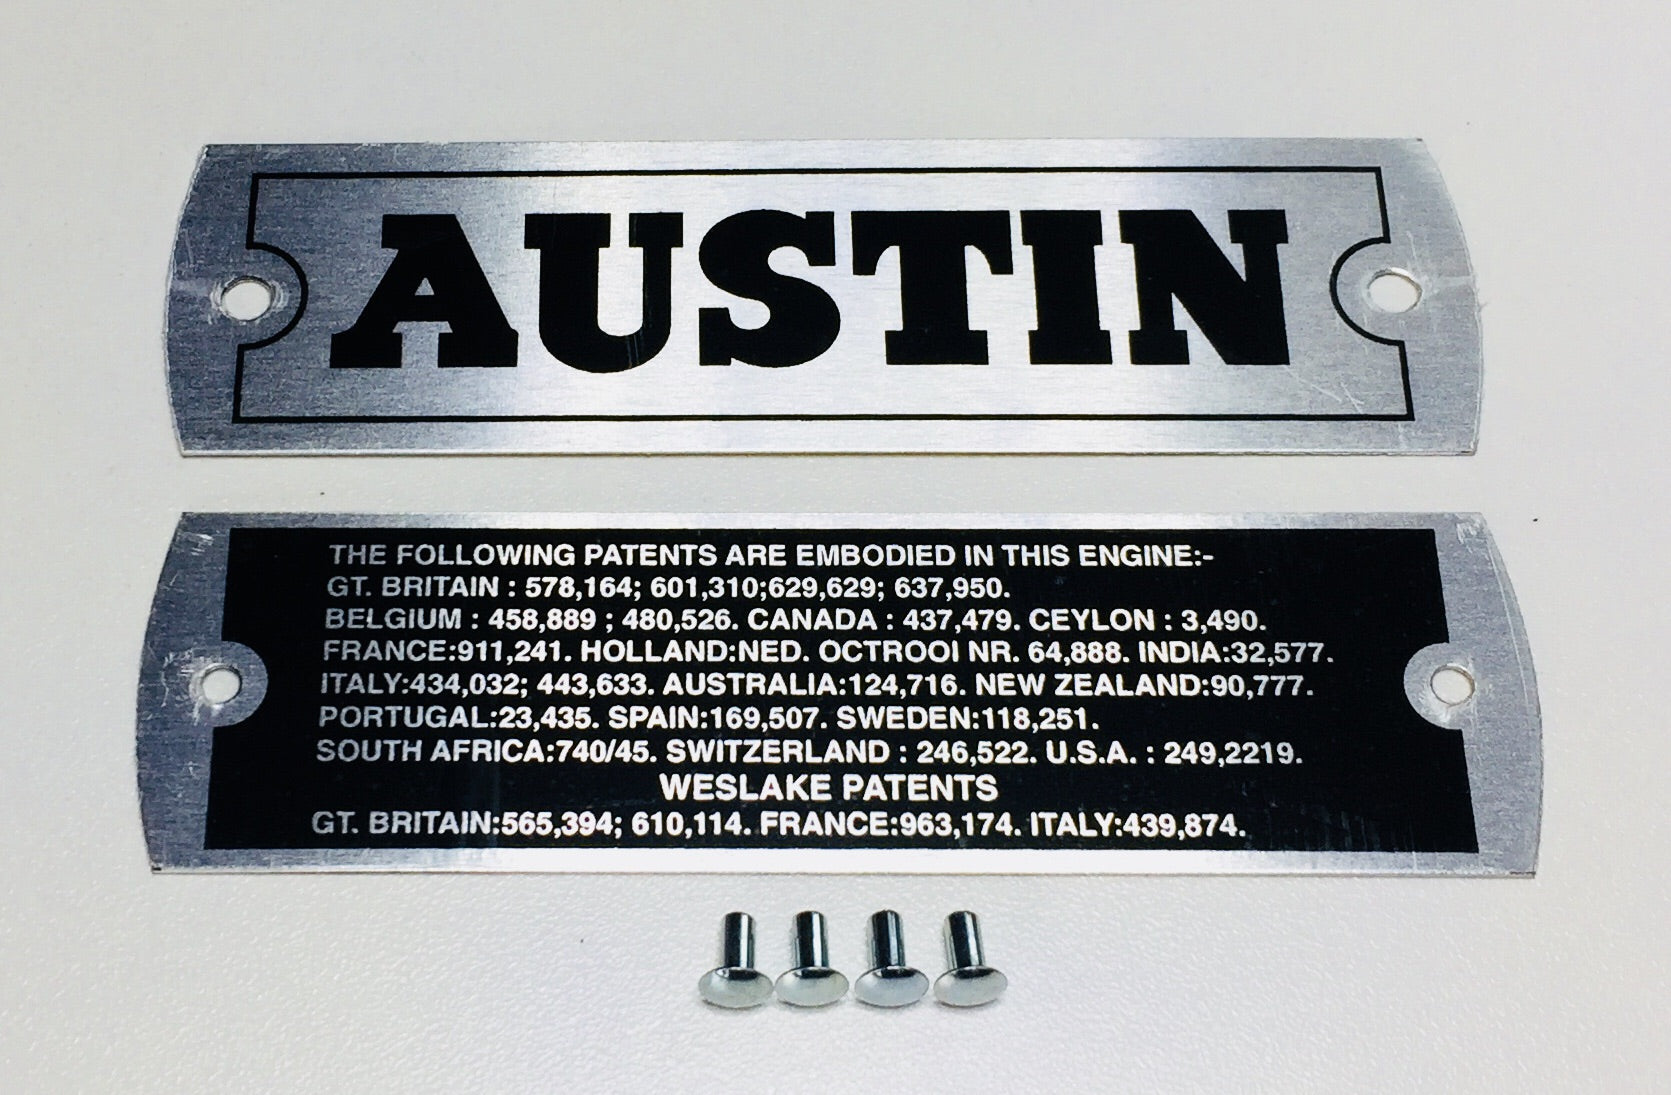 AUSTIN
THE FOLLOWING PATENTS ARE EMBODIED IN THIS ENGINE:-
GT. BRITAIN : 578,164; 601,310;629,629; 637,950.
BELGIUM : 458,889 ; 480,526. CANADA : 437,479. CEYLON : 3,490.
FRANCE:911,241. HOLLAND:NED. OCTROOI NR. 64,888. INDIA:32,577.
ITALY:434,032; 443,633. AUSTRALIA:124,716. NEW ZEALAND:90,777.
PORTUGAL:23,435. SPAIN:169,507. SWEDEN:118,251.
SOUTH AFRICA:740/45. SWITZERLAND : 246,522. U.S.A. : 249,2219.
WESLAKE PATENTS
GT. BRITAIN:565,394; 610,114. FRANCE:963,174. ITALY:439,874.